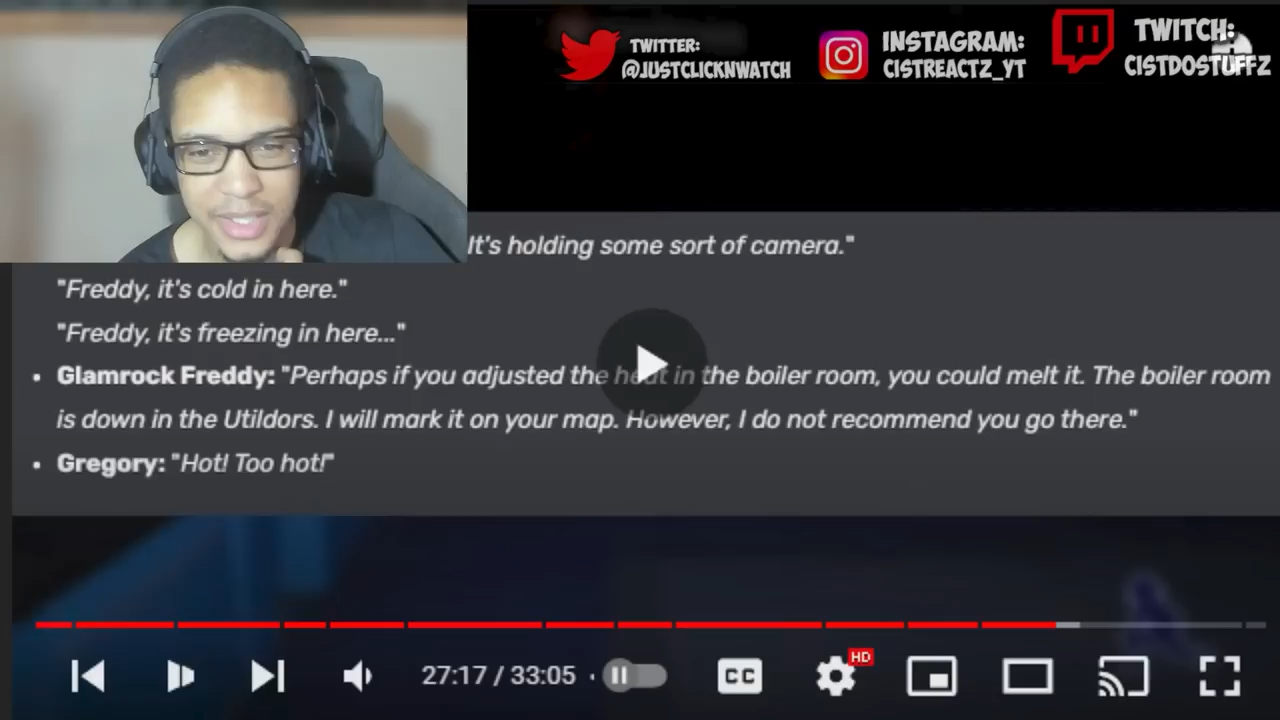 TWITTER:
@JUSTCLICKNWATCH
INSTAGRAM:
CISTREACTZ_YT
TWITCH:
CISTDOSTUFFZ
It's holding some sort of camera."
"Freddy, it's cold in here."
"Freddy, it's freezing in here..."
• Glamrock Freddy: "Perhaps if you adjusted the heat in the boiler room, you could melt it. The boiler room
is down in the Utildors. I will mark it on your map. However, I do not recommend you go there."
• Gregory: "Hot! Too hot!"
27:17 / 33:05 ·
CC
HD